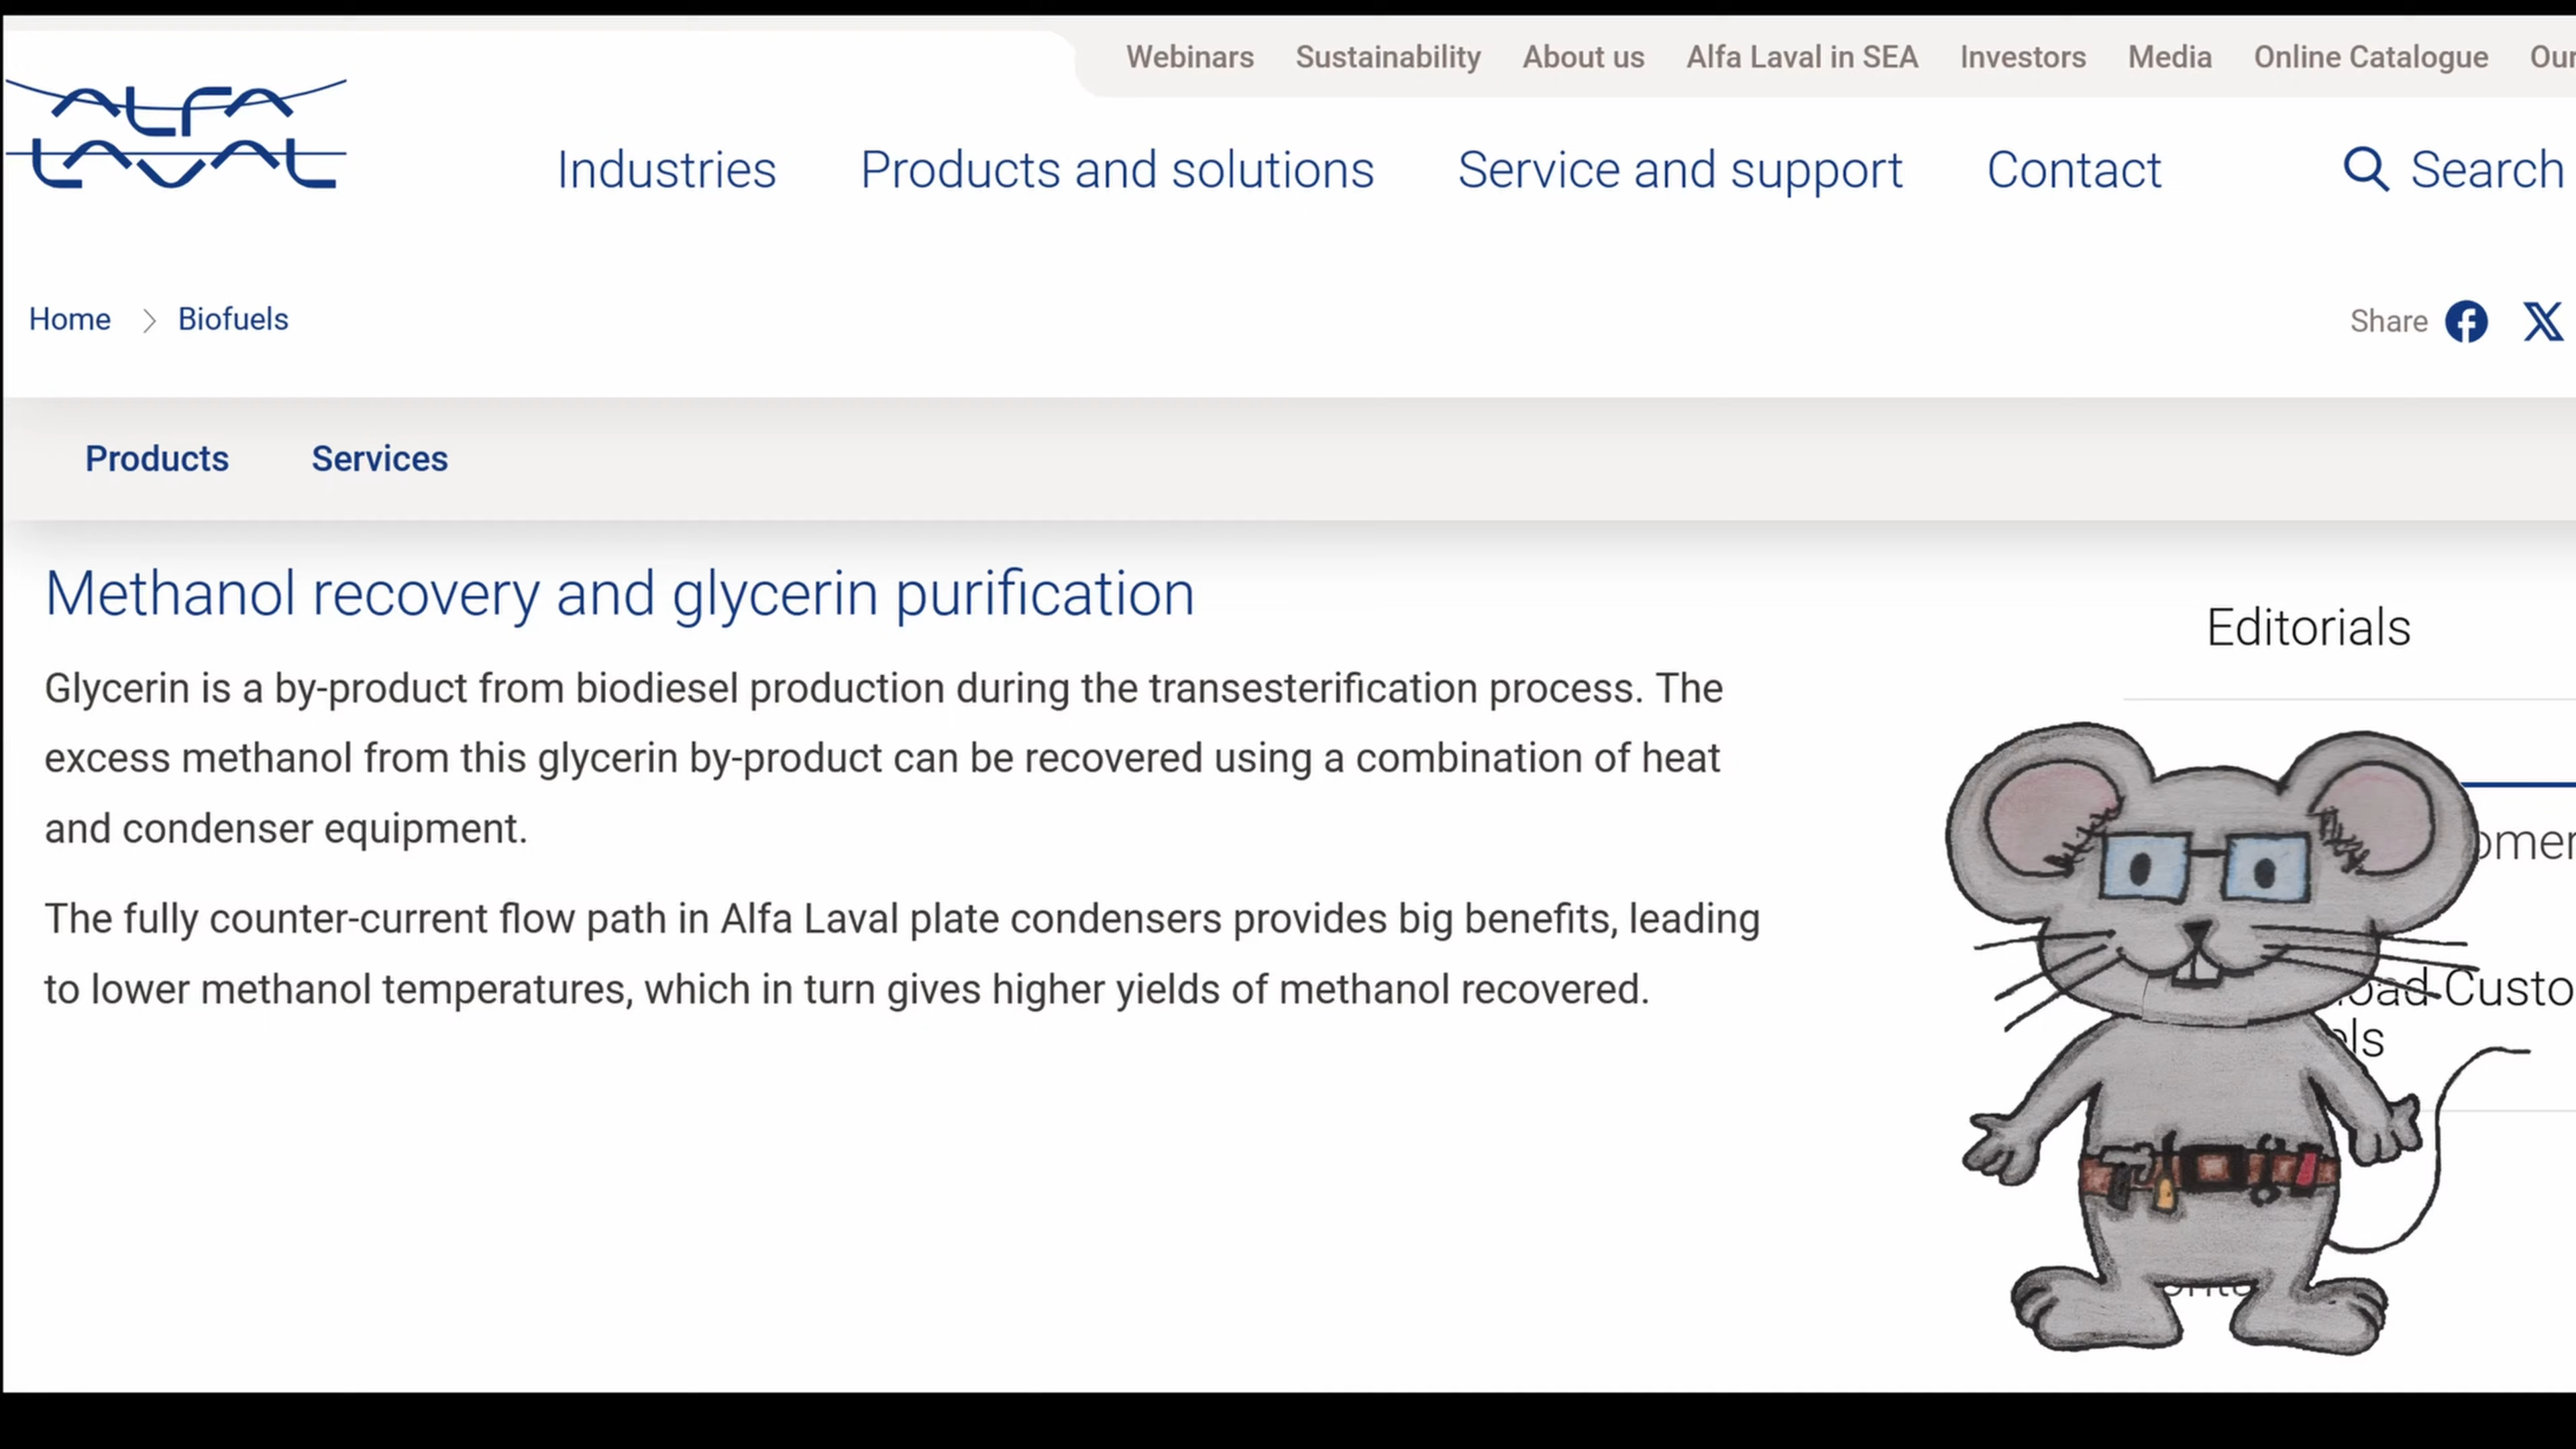 Webinars Sustainability About us Alfa Laval in SEA Investors Media Online Catalogue
ALFA
LAVAL
Industries Products and solutions Service and support Contact Search
Home > Biofuels
Share
Products Services
Methanol recovery and glycerin purification
Glycerin is a by-product from biodiesel production during the transesterification process. The
excess methanol from this glycerin by-product can be recovered using a combination of heat
and condenser equipment.
The fully counter-current flow path in Alfa Laval plate condensers provides big benefits, leading
to lower methanol temperatures, which in turn gives higher yields of methanol recovered.
Editorials